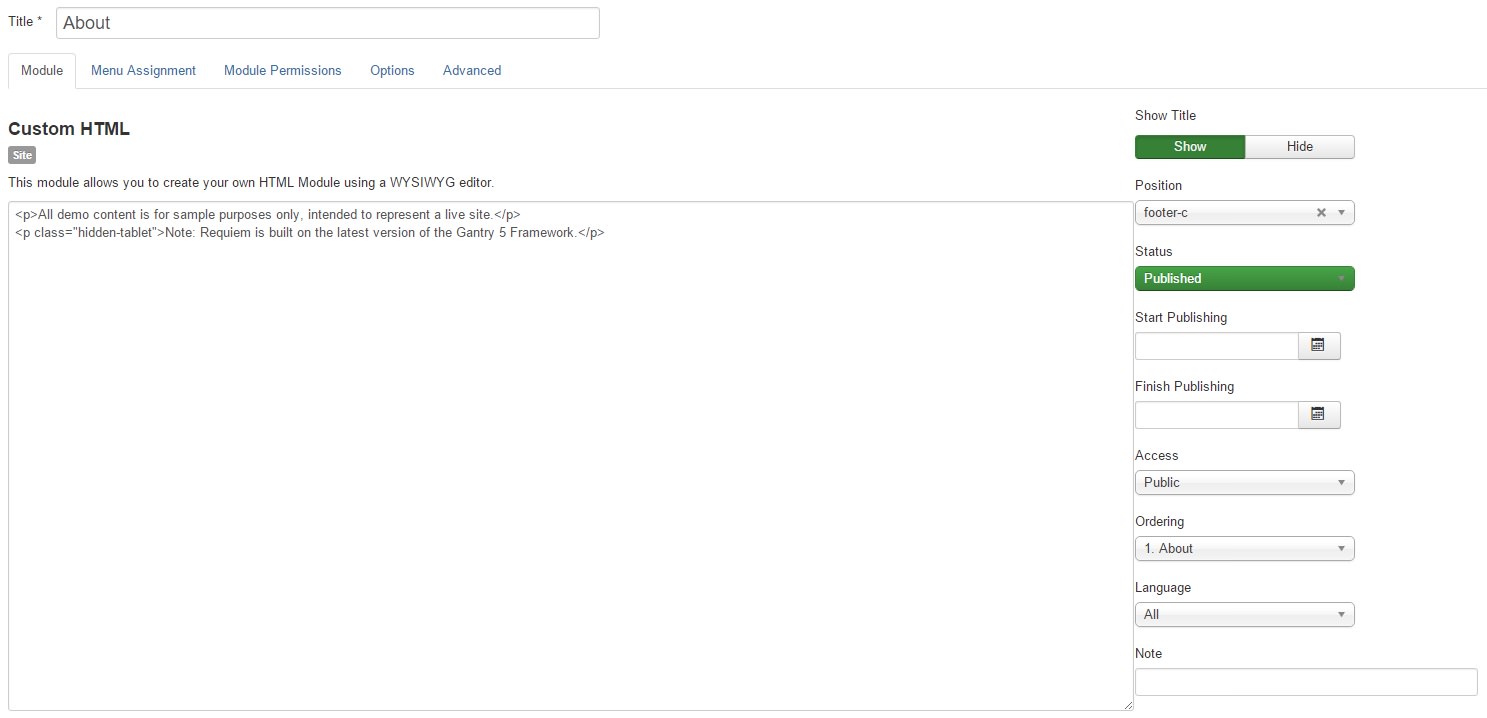 Title *
About
Module
Menu Assignment
Module Permissions
Options
Advanced
Custom HTML
Site
This module allows you to create your own HTML Module using a WYSIWYG editor.
<p>All demo content is for sample purposes only, intended to represent a live site.</p>
<p class="hidden-tablet">Note: Requiem is built on the latest version of the Gantry 5 Framework.</p>
Show Title
Show
Hide
Position
footer-c
Status
Published
Start Publishing
Finish Publishing
Access
Public
Ordering
1. About
Language
All
Note